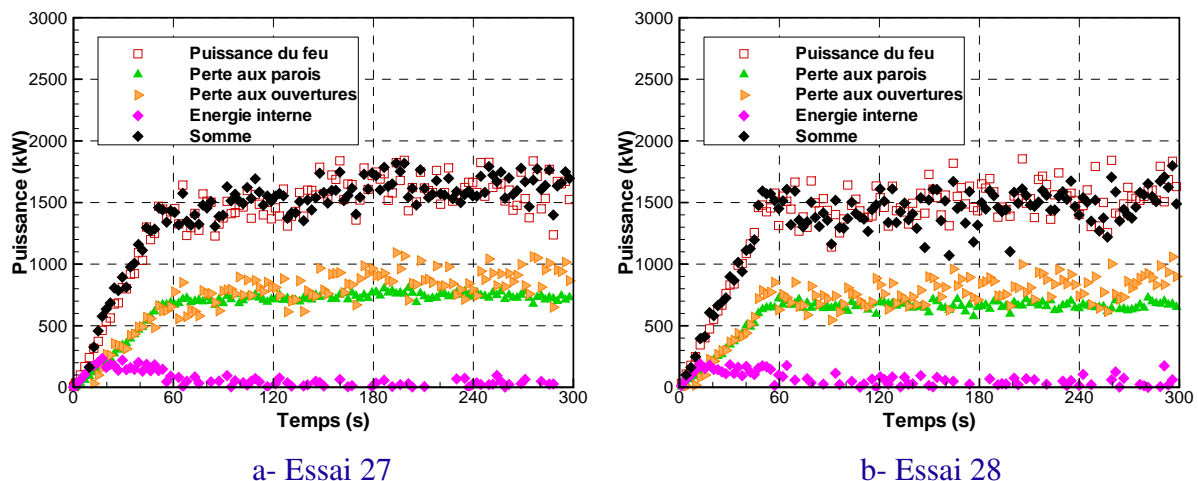 3000
2500
2000
1500
1000
500
0
Puissance (kW)
Puissance du feu
Perte aux parois
Perte aux ouvertures
Energie interne
Somme
0 60 120 180 240 300
Temps (s)
a- Essai 27
3000
2500
2000
1500
1000
500
0
Puissance (kW)
Puissance du feu
Perte aux parois
Perte aux ouvertures
Energie interne
Somme
0 60 120 180 240 300
Temps (s)
b- Essai 28